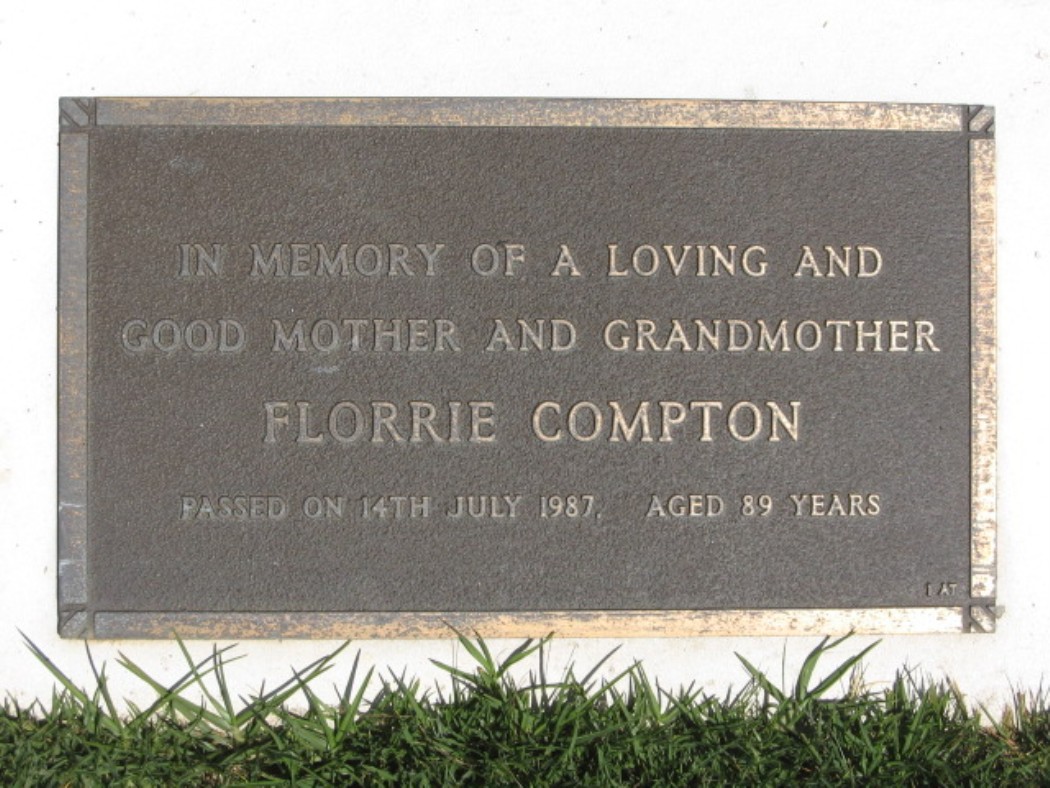 IN MEMORY OF A LOVING AND
GOOD MOTHER AND GRANDMOTHER
FLORRIE COMPTON
PASSED ON 14TH JULY 1987, AGED 89 YEARS